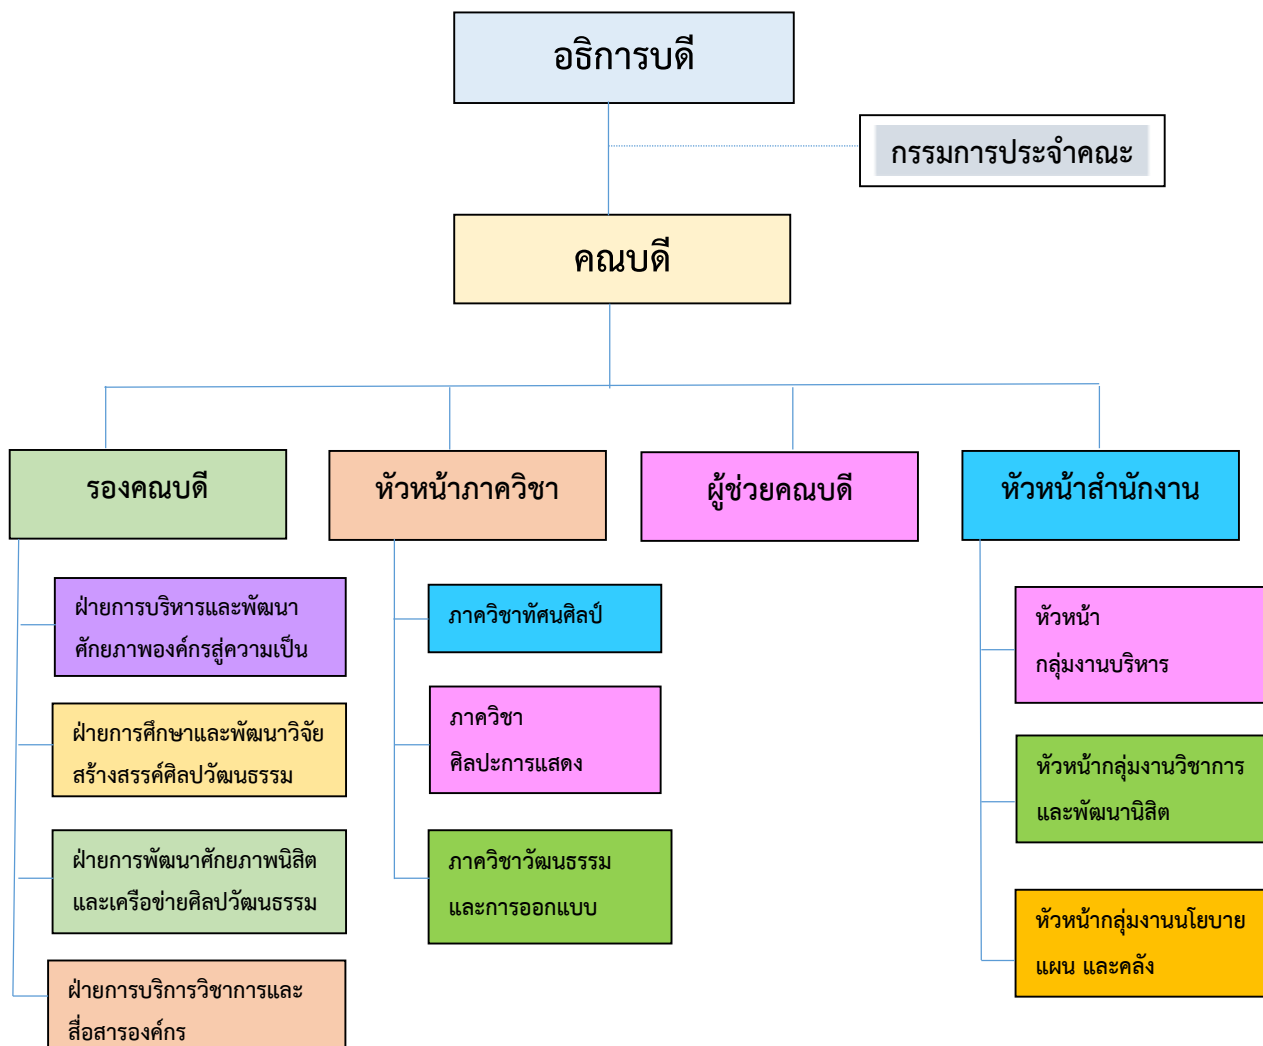 อธิการบดี
กรรมการประจำคณะ
คณบดี
รองคณบดี
หัวหน้าภาควิชา
ผู้ช่วยคณบดี
หัวหน้าสำนักงาน
ฝ่ายการบริหารและพัฒนา
ศักยภาพองค์กรสู่ความเป็น
ฝ่ายการศึกษาและพัฒนาวิจัย
สร้างสรรค์ศิลปวัฒนธรรม
ฝ่ายการพัฒนาศักยภาพนิสิต
และเครือข่ายศิลปวัฒนธรรม
ฝ่ายการบริการวิชาการและ
สื่อสารองค์กร
ภาควิชาทัศนศิลป์
ภาควิชา
ศิลปะการแสดง
ภาควิชาวัฒนธรรม
และการออกแบบ
หัวหน้า
กลุ่มงานบริหาร
หัวหน้ากลุ่มงานวิชาการ
และพัฒนานิสิต
หัวหน้ากลุ่มงานนโยบาย
แผน และคลัง